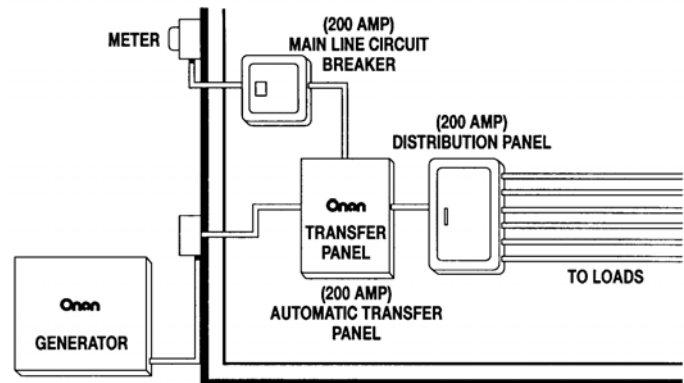 METER
(200 AMP)
MAIN LINE CIRCUIT
BREAKER
(200 AMP)
DISTRIBUTION PANEL
Onan
TRANSFER
PANEL
(200 AMP)
AUTOMATIC TRANSFER
PANEL
TO LOADS
Onan
GENERATOR